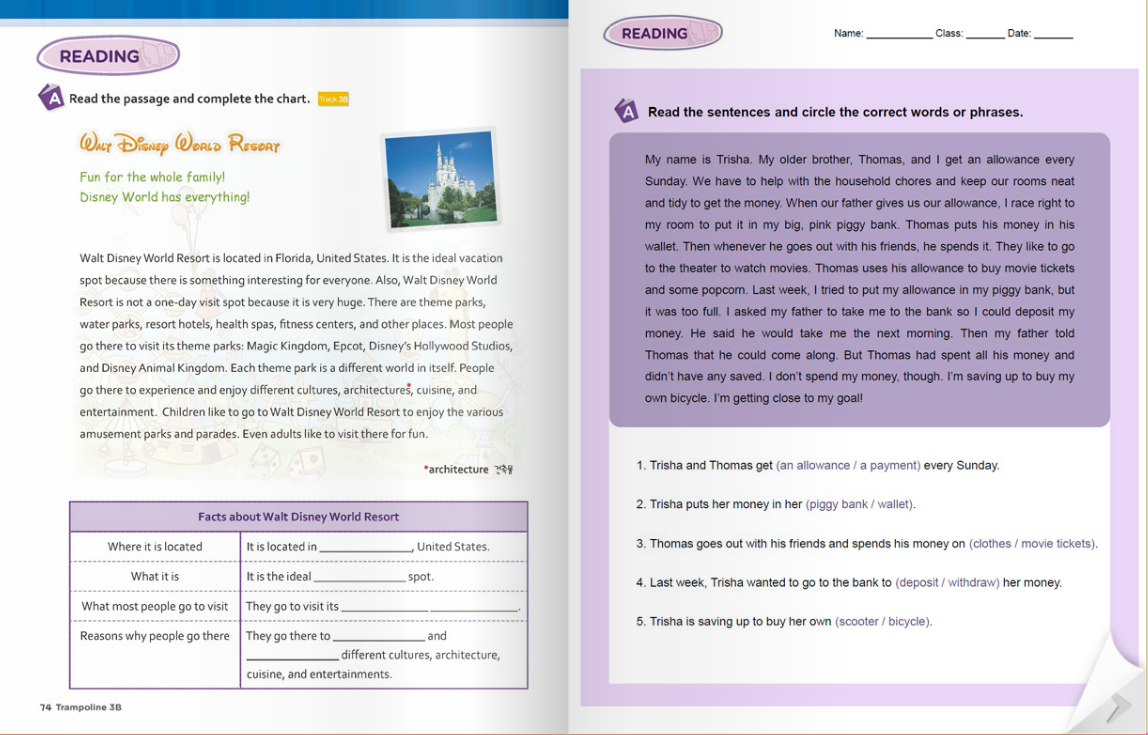 READING
A Read the passage and complete the chart. Track 38
Walt Disney World Resort
Fun for the whole family!
Disney World has everything!
Walt Disney World Resort is located in Florida, United States. It is the ideal vacation
spot because there is something interesting for everyone. Also, Walt Disney World
Resort is not a one-day visit spot because it is very huge. There are theme parks,
water parks, resort hotels, health spas, fitness centers, and other places. Most people
go there to visit its theme parks: Magic Kingdom, Epcot, Disney's Hollywood Studios,
and Disney Animal Kingdom. Each theme park is a different world in itself. People
go there to experience and enjoy different cultures, architectures*, cuisine, and
entertainment. Children like to go to Walt Disney World Resort to enjoy the various
amusement parks and parades. Even adults like to visit there for fun.
*architecture 건축물
Facts about Walt Disney World Resort
Where it is located It is located in ______________, United States.
What it is It is the ideal ______________ spot.
What most people go to visit They go to visit its ______________ ______________.
Reasons why people go there They go there to ______________ and
______________ different cultures, architecture,
cuisine, and entertainments.
74 Trampoline 3B
READING
Name: ____________ Class: _______ Date: _______
A Read the sentences and circle the correct words or phrases.
My name is Trisha. My older brother, Thomas, and I get an allowance every
Sunday. We have to help with the household chores and keep our rooms neat
and tidy to get the money. When our father gives us our allowance, I race right to
my room to put it in my big, pink piggy bank. Thomas puts his money in his
wallet. Then whenever he goes out with his friends, he spends it. They like to go
to the theater to watch movies. Thomas uses his allowance to buy movie tickets
and some popcorn. Last week, I tried to put my allowance in my piggy bank, but
it was too full. I asked my father to take me to the bank so I could deposit my
money. He said he would take me the next morning. Then my father told
Thomas that he could come along. But Thomas had spent all his money and
didn't have any saved. I don't spend my money, though. I'm saving up to buy my
own bicycle. I'm getting close to my goal!
1. Trisha and Thomas get (an allowance / a payment) every Sunday.
2. Trisha puts her money in her (piggy bank / wallet).
3. Thomas goes out with his friends and spends his money on (clothes / movie tickets).
4. Last week, Trisha wanted to go to the bank to (deposit / withdraw) her money.
5. Trisha is saving up to buy her own (scooter / bicycle).